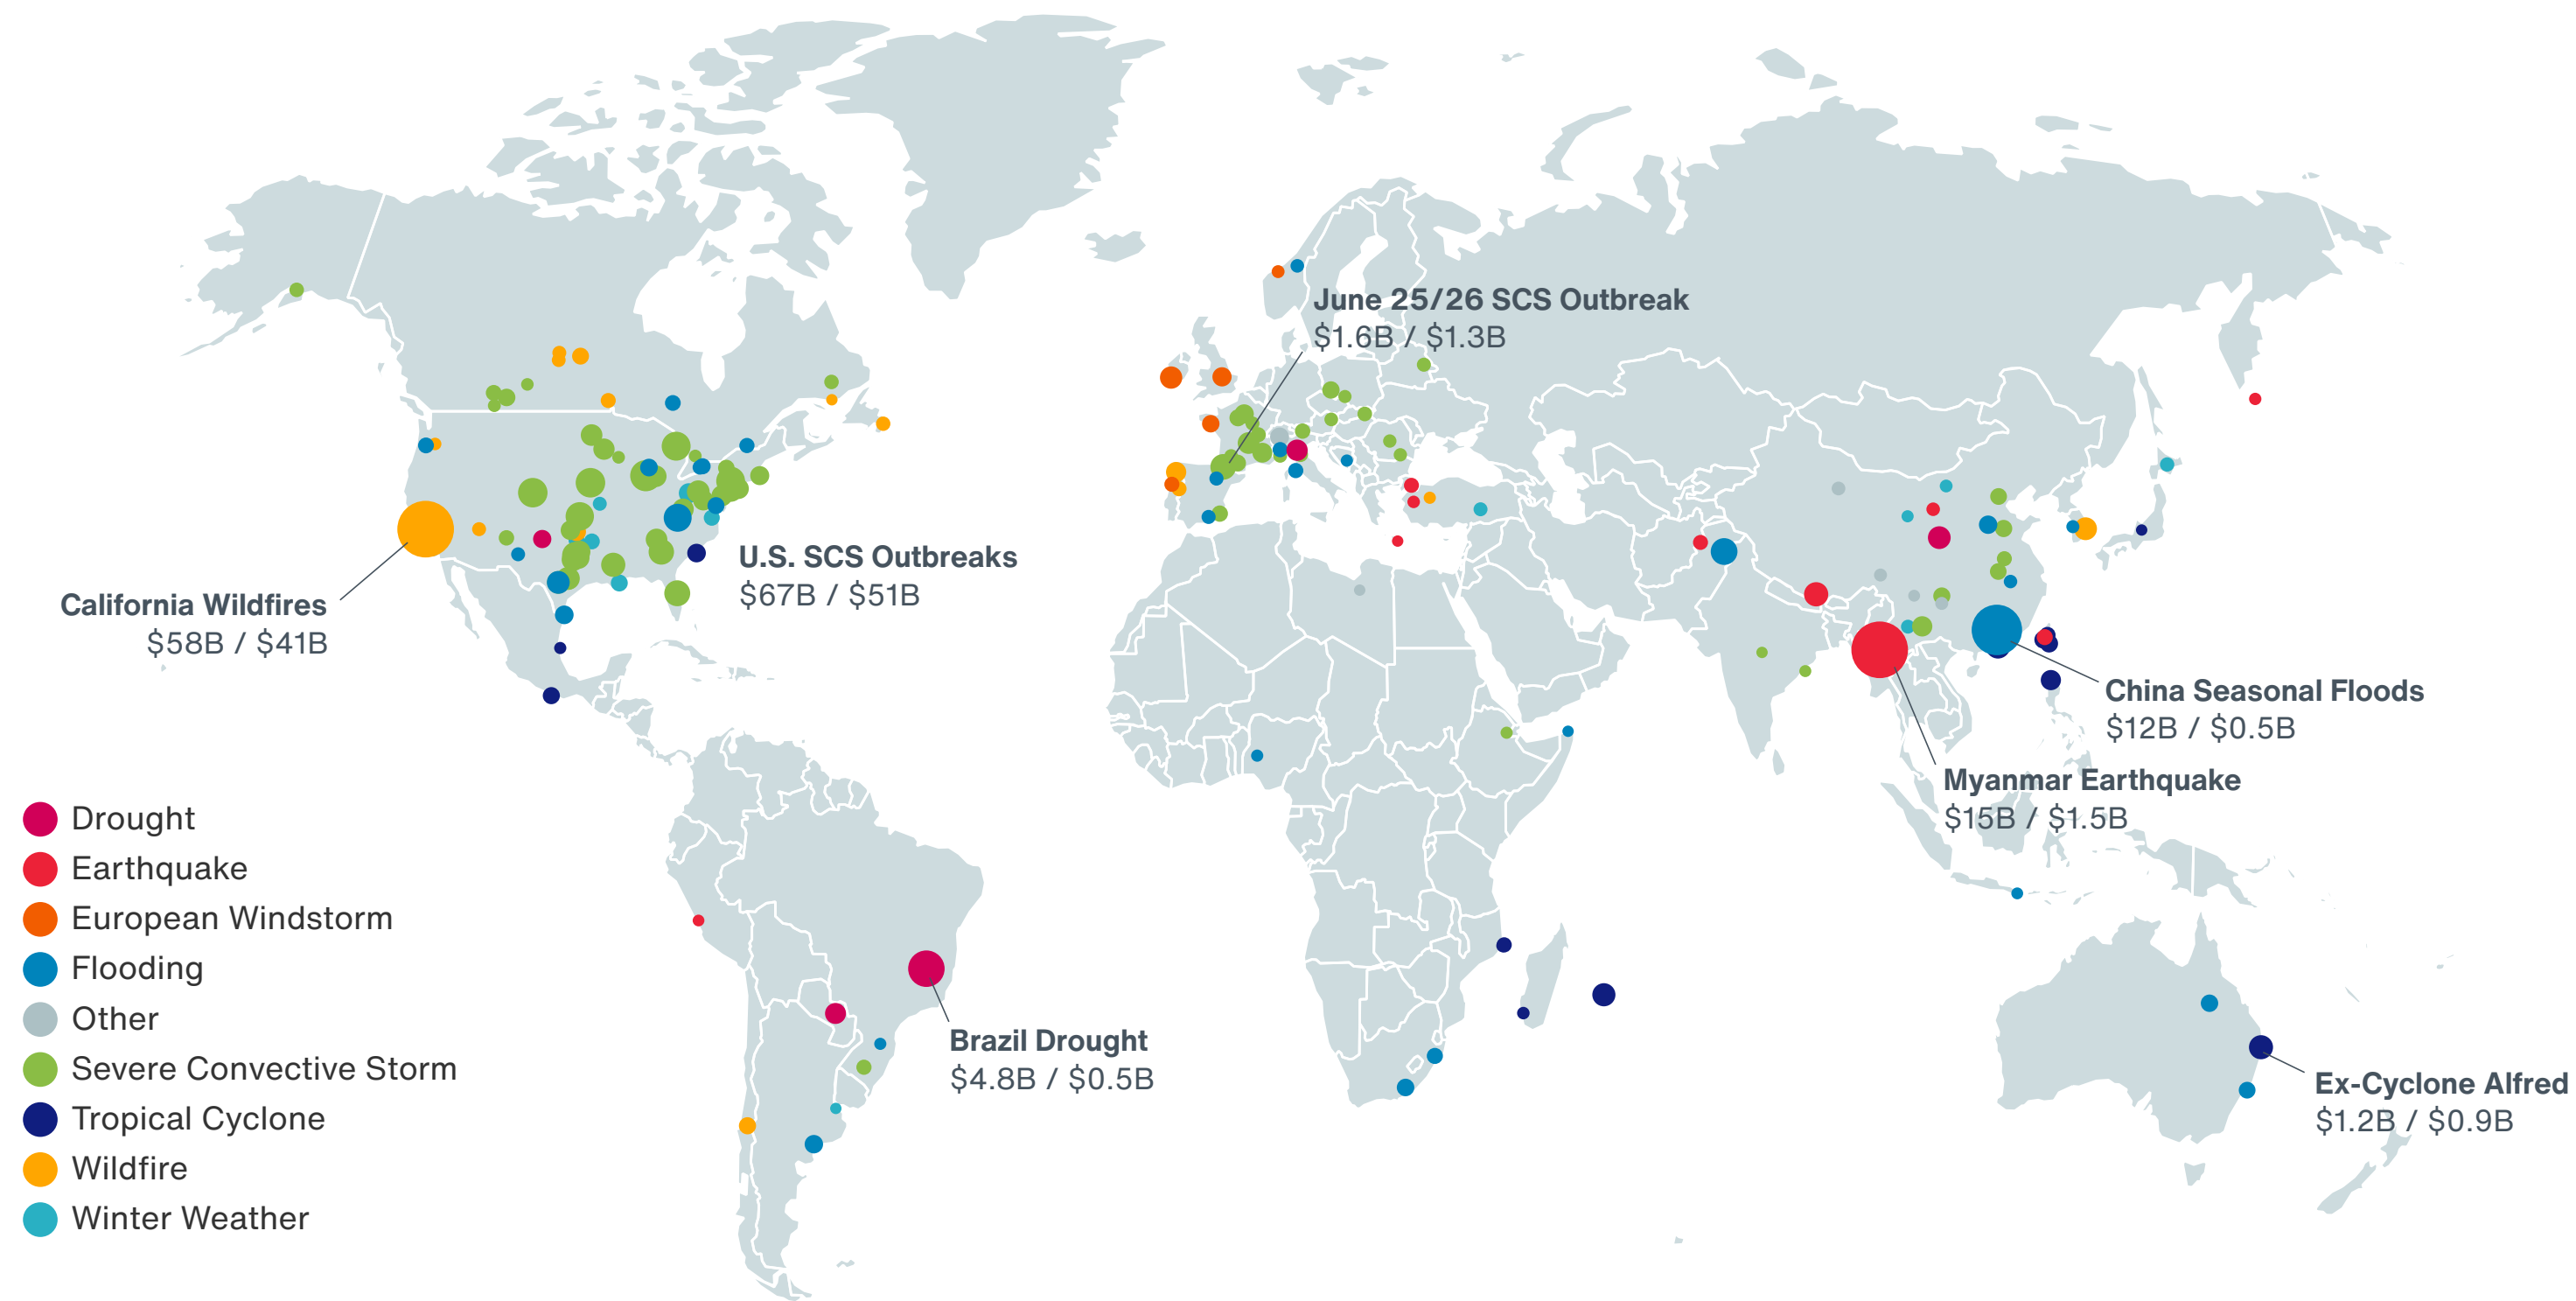 June 25/26 SCS Outbreak
$1.6B / $1.3B
U.S. SCS Outbreaks
$67B / $51B
California Wildfires
$58B / $41B
China Seasonal Floods
$12B / $0.5B
Myanmar Earthquake
$15B / $1.5B
Drought
Earthquake
European Windstorm
Flooding
Other
Severe Convective Storm
Tropical Cyclone
Wildfire
Winter Weather
Brazil Drought
$4.8B / $0.5B
Ex-Cyclone Alfred
$1.2B / $0.9B